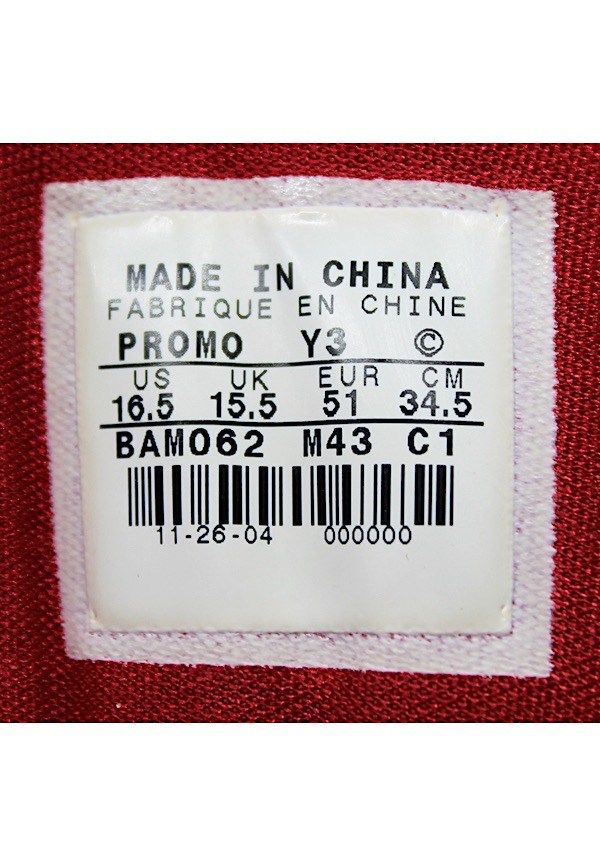 MADE IN CHINA
FABRIQUE EN CHINE
PROMO Y3 ©
US UK EUR CM
16.5 15.5 51 34.5
BAM062 M43 C1
11-26-04 000000